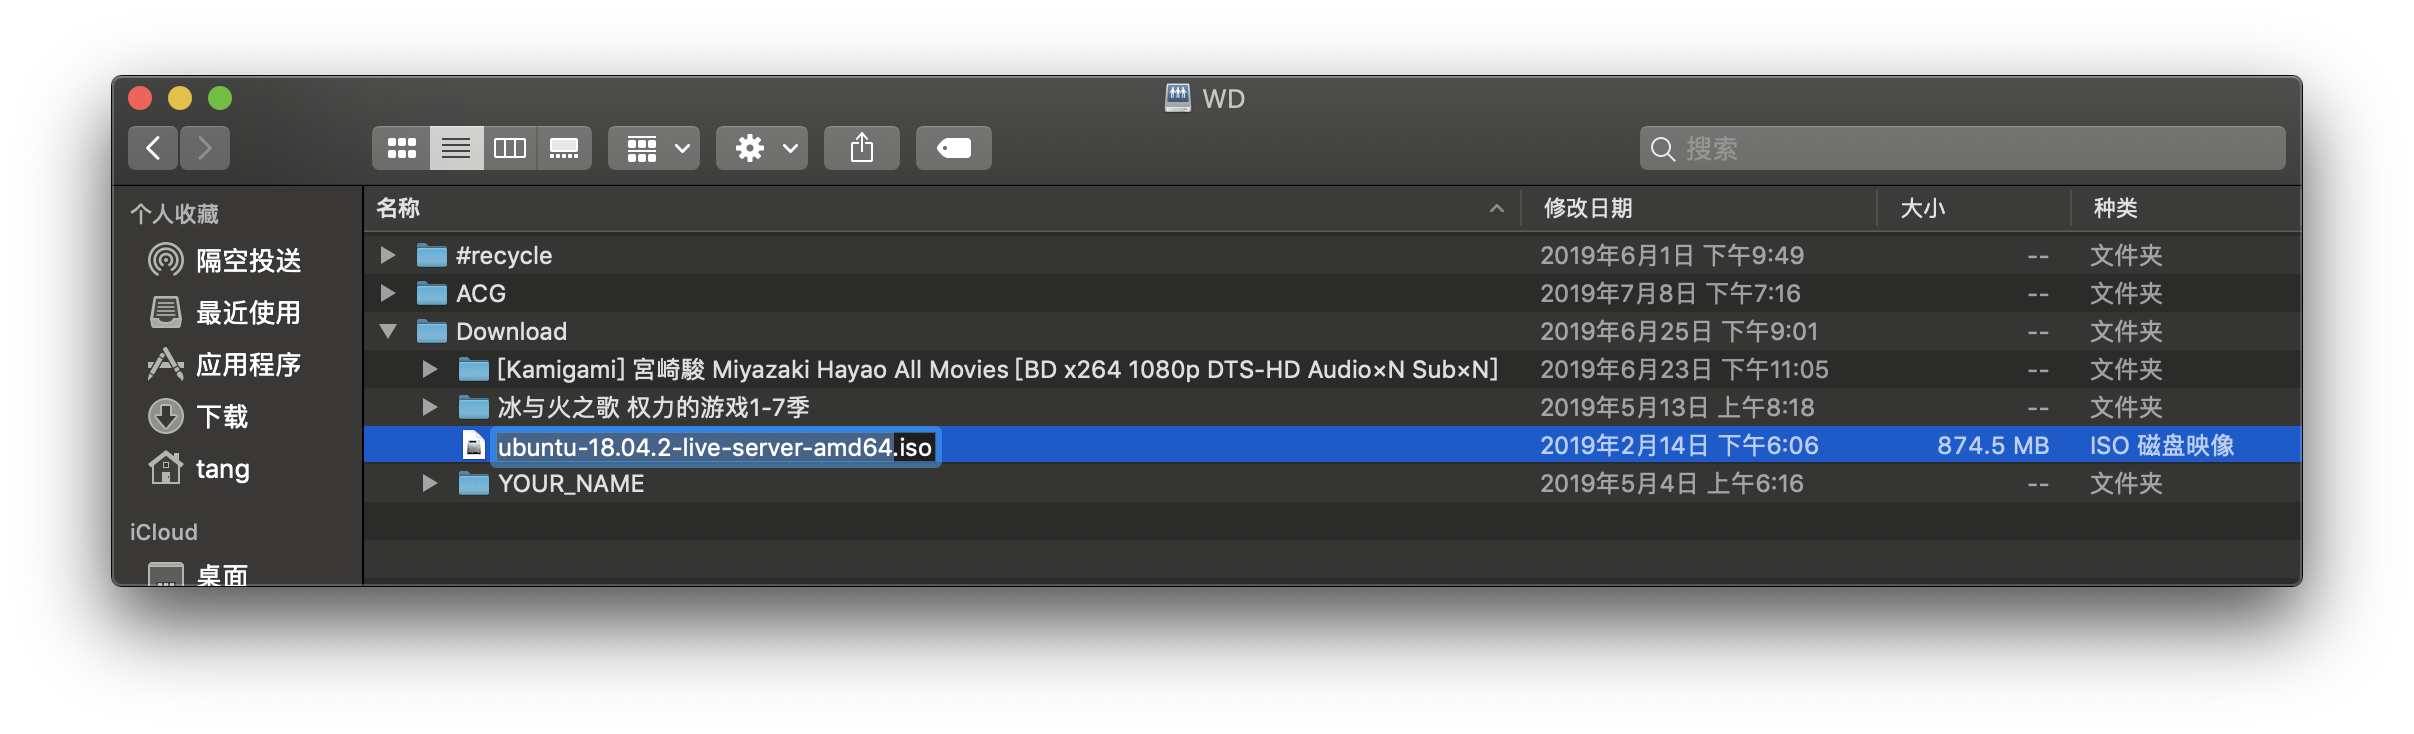 WD
搜索
个人收藏
隔空投送
最近使用
应用程序
下载
tang
iCloud
桌面
名称 修改日期 大小 种类
#recycle 2019年6月1日 下午9:49 -- 文件夹
ACG 2019年7月8日 下午7:16 -- 文件夹
Download 2019年6月25日 下午9:01 -- 文件夹
[Kamigami] 宮崎駿 Miyazaki Hayao All Movies [BD x264 1080p DTS-HD Audio×N Sub×N] 2019年6月23日 下午11:05 -- 文件夹
冰与火之歌 权力的游戏1-7季 2019年5月13日 上午8:18 -- 文件夹
ubuntu-18.04.2-live-server-amd64.iso 2019年2月14日 下午6:06 874.5 MB ISO 磁盘映像
YOUR_NAME 2019年5月4日 上午6:16 -- 文件夹